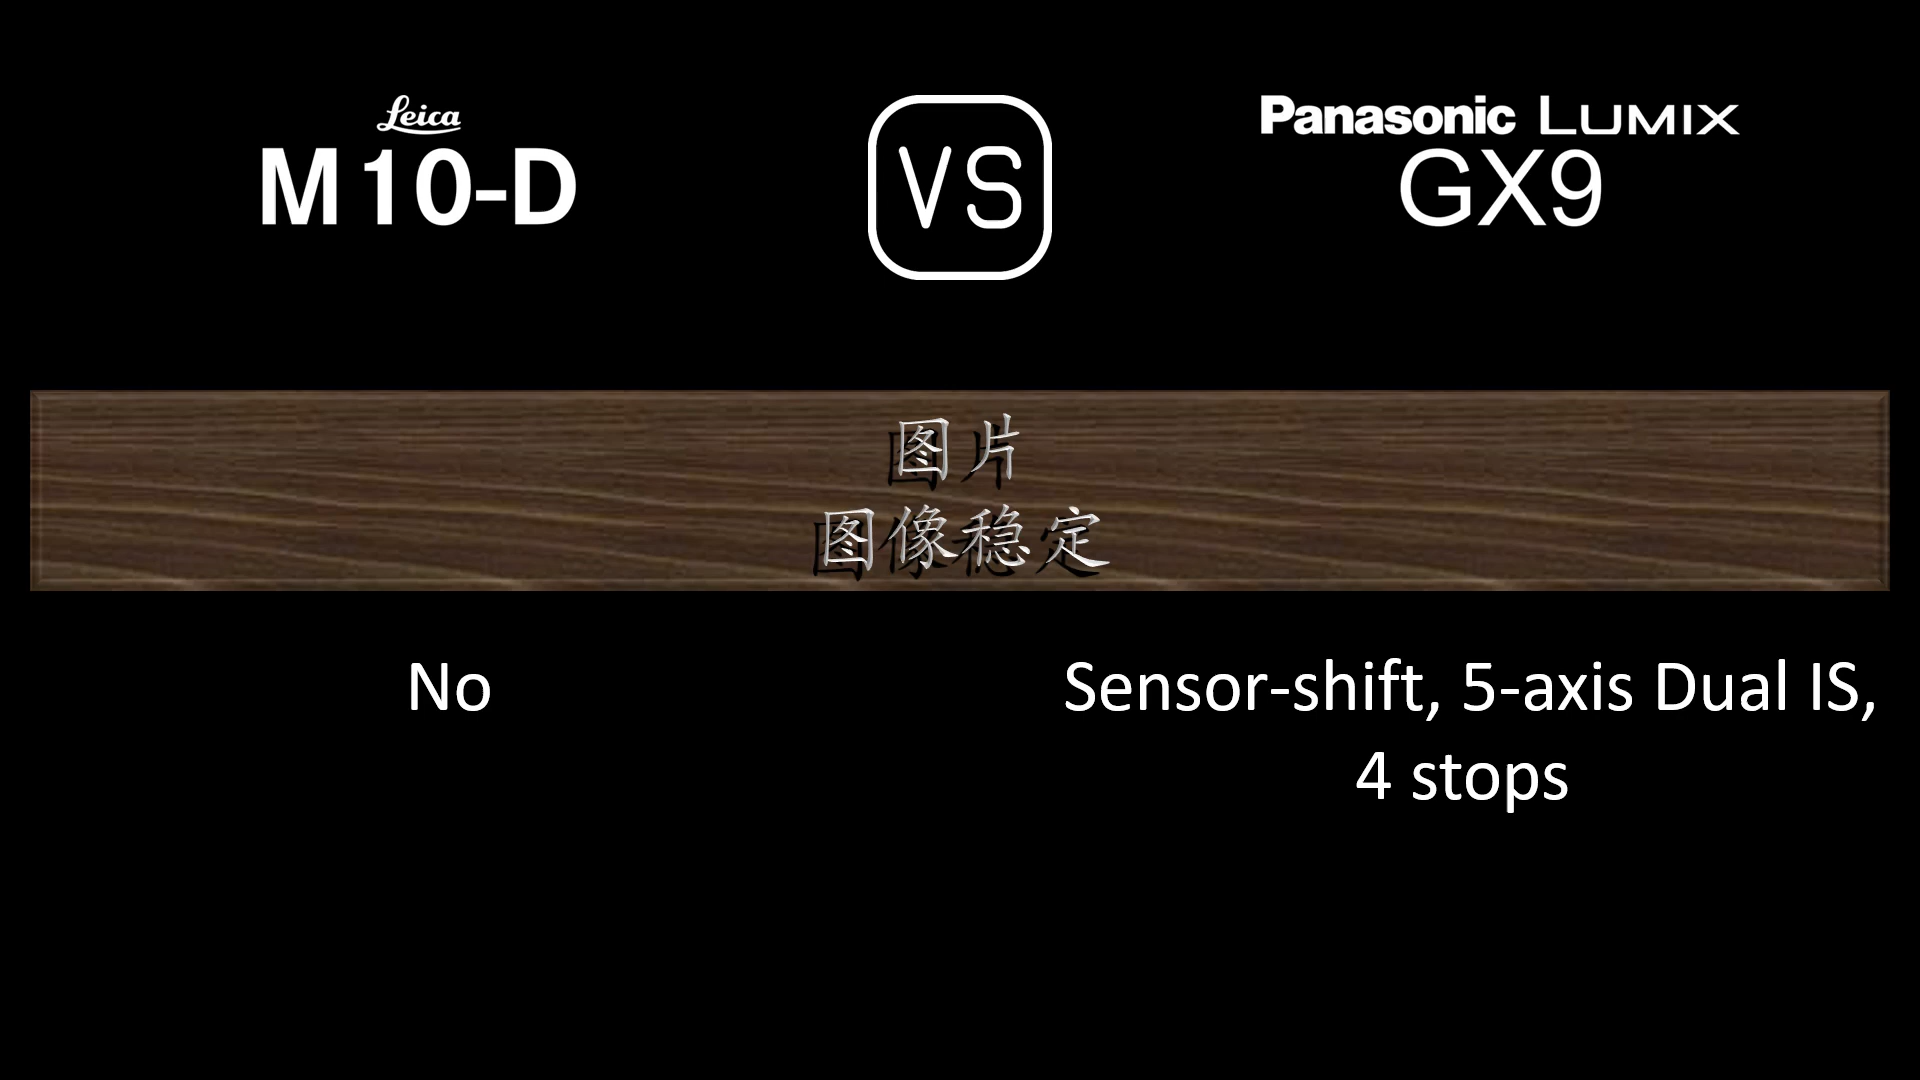 Leica
M10-D
VS
Panasonic LUMIX
GX9
图片
图像稳定
No
Sensor-shift, 5-axis Dual IS,
4 stops